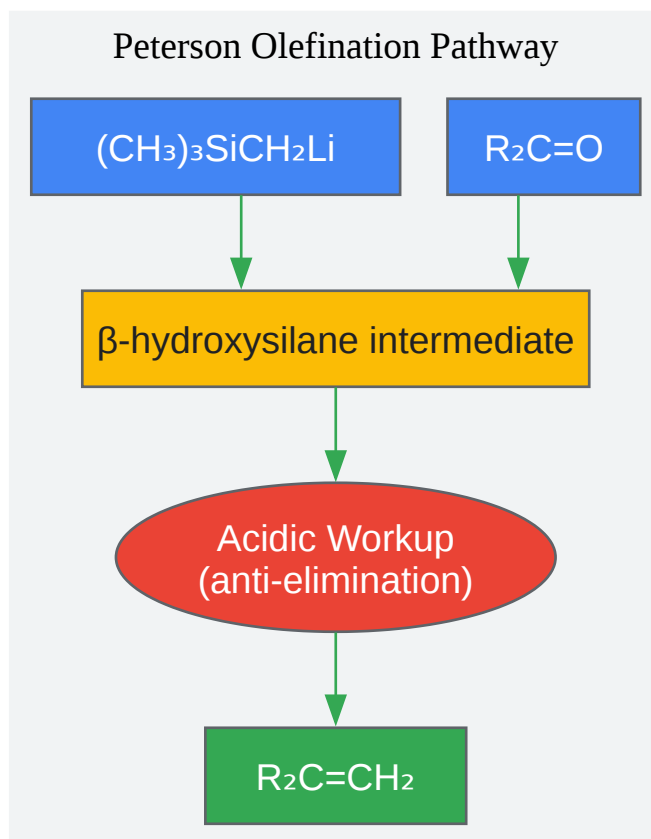 Peterson Olefination Pathway
(CH₃)₃SiCH₂Li
R₂C=O
β-hydroxysilane intermediate
Acidic Workup
(anti-elimination)
R₂C=CH₂